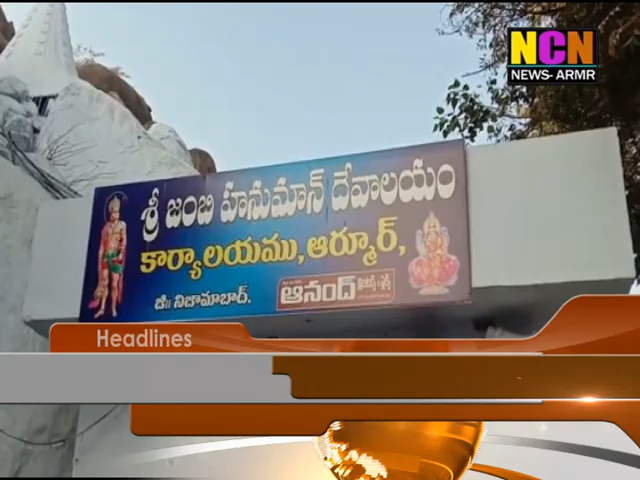 NCN
NEWS- ARMR
శ్రీ జంబి హనుమాన్ దేవాలయం
కార్యాలయము, ఆర్మూర్,
జి॥ నిజామాబాద్.
ఆనంద్
Headlines